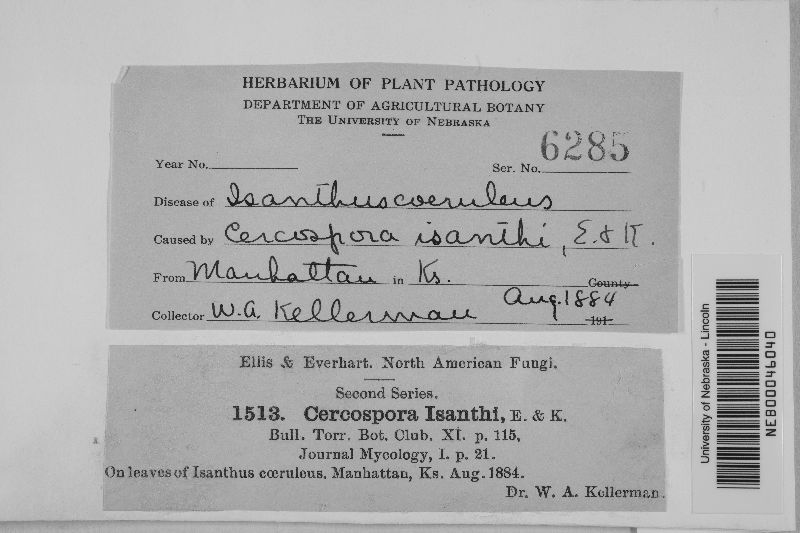 HERBARIUM OF PLANT PATHOLOGY
DEPARTMENT OF AGRICULTURAL BOTANY
THE UNIVERSITY OF NEBRASKA
Year No.
Ser. No. 6285
Disease of Isanthus coeruleus
Caused by Cercospora isanthi, E. & K.
From Manhattan in Ks. County
Collector W.A. Kellerman Aug. 1884 191
Ellis & Everhart. North American Fungi.
Second Series.
1513. Cercospora Isanthi, E. & K.
Bull. Torr. Bot. Club. XI. p. 115,
Journal Mycology, I. p. 21.
On leaves of Isanthus cœruleus. Manhattan, Ks. Aug. 1884.
Dr. W. A. Kellerman.
University of Nebraska - Lincoln
NEB00046040